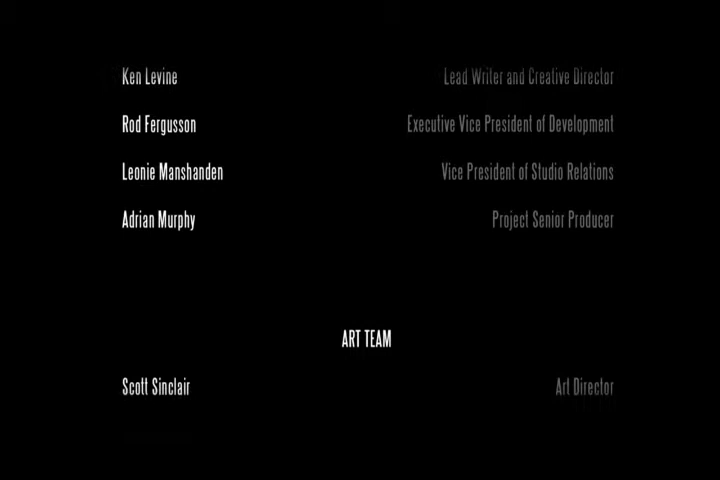 Ken Levine Lead Writer and Creative Director
Rod Fergusson Executive Vice President of Development
Leonie Manshanden Vice President of Studio Relations
Adrian Murphy Project Senior Producer
ART TEAM
Scott Sinclair Art Director